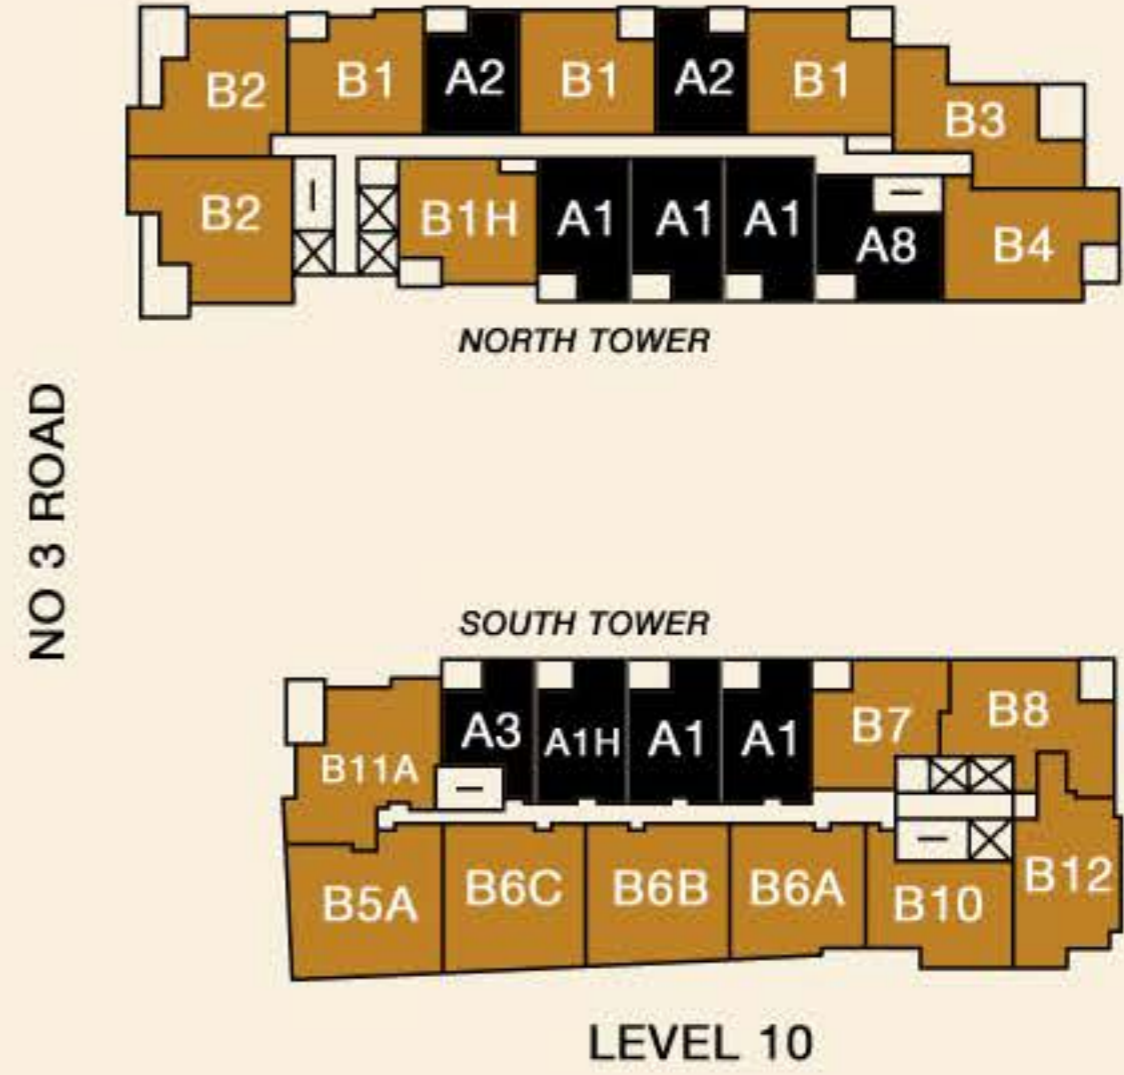 B2 B1 A2 B1 A2 B1 B3
B2 B1H A1 A1 A1 A8 B4
NORTH TOWER
NO 3 ROAD
SOUTH TOWER
B11A A3 A1H A1 A1 B7 B8
B5A B6C B6B B6A B10 B12
LEVEL 10